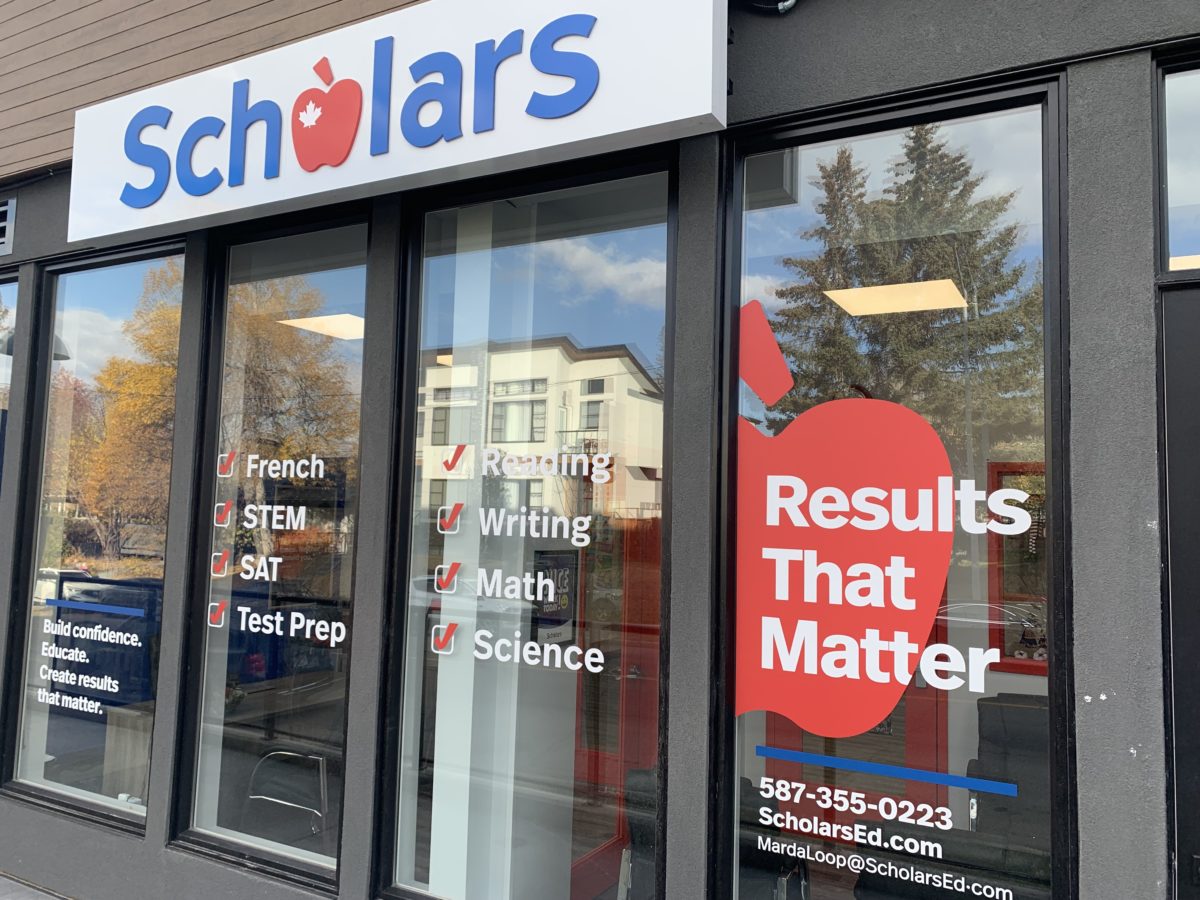 Scholars
Build confidence.
Educate.
Create results
that matter.
French
STEM
SAT
Test Prep
Reading
Writing
Math
Science
Results
That
Matter
587-355-0223
ScholarsEd.com
MardaLoop@ScholarsEd.com